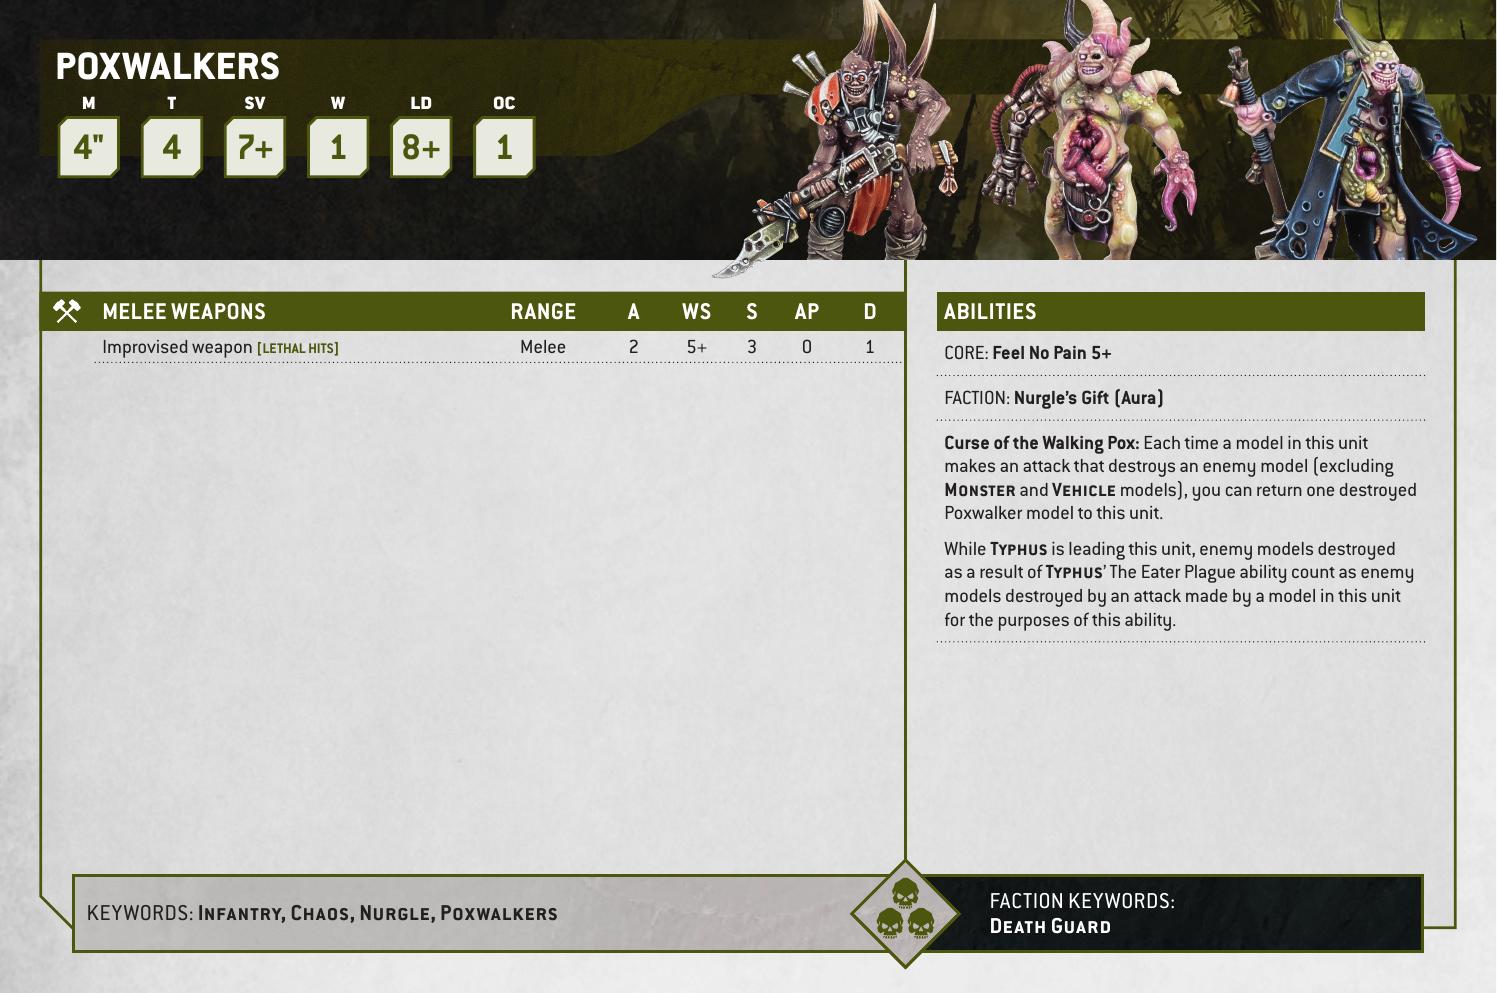 POXWALKERS
M T SV W LD OC
4" 4 7+ 1 8+ 1
MELEE WEAPONS RANGE A WS S AP D
Improvised weapon [LETHAL HITS] Melee 2 5+ 3 0 1
ABILITIES
CORE: Feel No Pain 5+
FACTION: Nurgle’s Gift (Aura)
Curse of the Walking Pox: Each time a model in this unit
makes an attack that destroys an enemy model (excluding
MONSTER and VEHICLE models), you can return one destroyed
Poxwalker model to this unit.
While TYPHUS is leading this unit, enemy models destroyed
as a result of TYPHUS’ The Eater Plague ability count as enemy
models destroyed by an attack made by a model in this unit
for the purposes of this ability.
KEYWORDS: INFANTRY, CHAOS, NURGLE, POXWALKERS
FACTION KEYWORDS:
DEATH GUARD